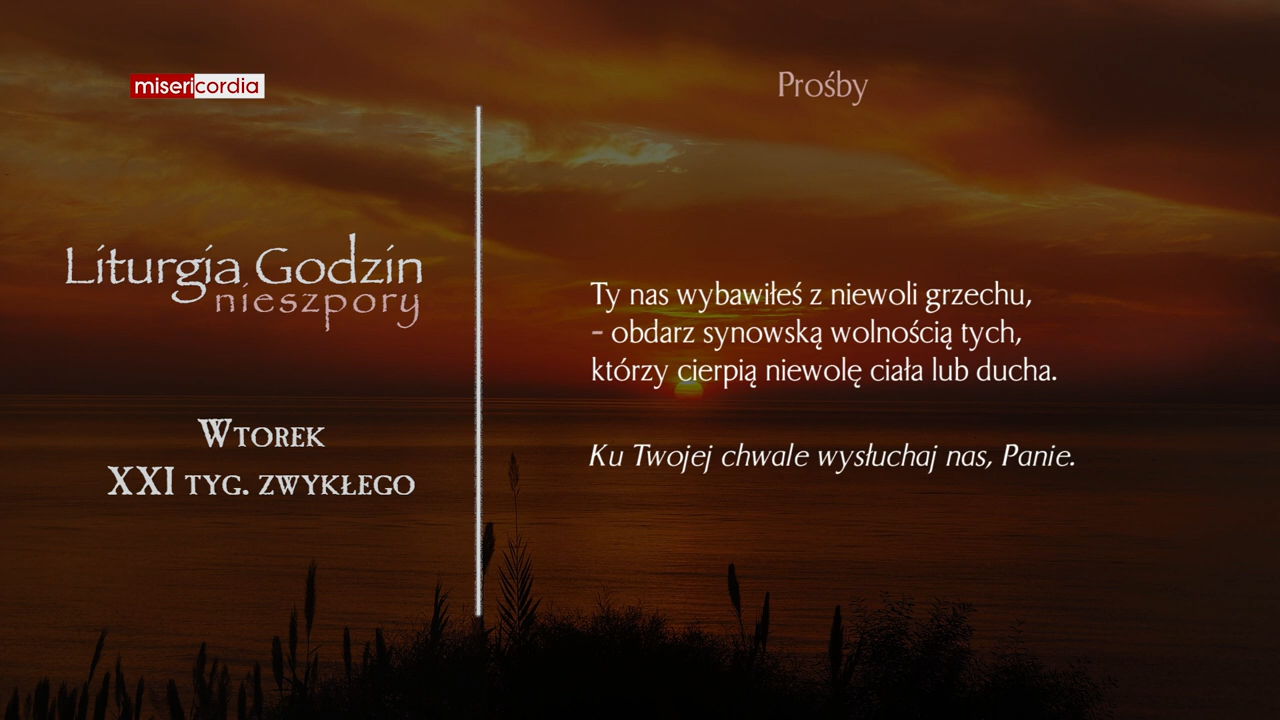 misericordia
Liturgia Godzin
nieszpory
Wtorek
XXI tyg. zwykłego
Prośby
Ty nas wybawiłeś z niewoli grzechu,
- obdarz synowską wolnością tych,
którzy cierpią niewolę ciała lub ducha.
Ku Twojej chwale wysłuchaj nas, Panie.